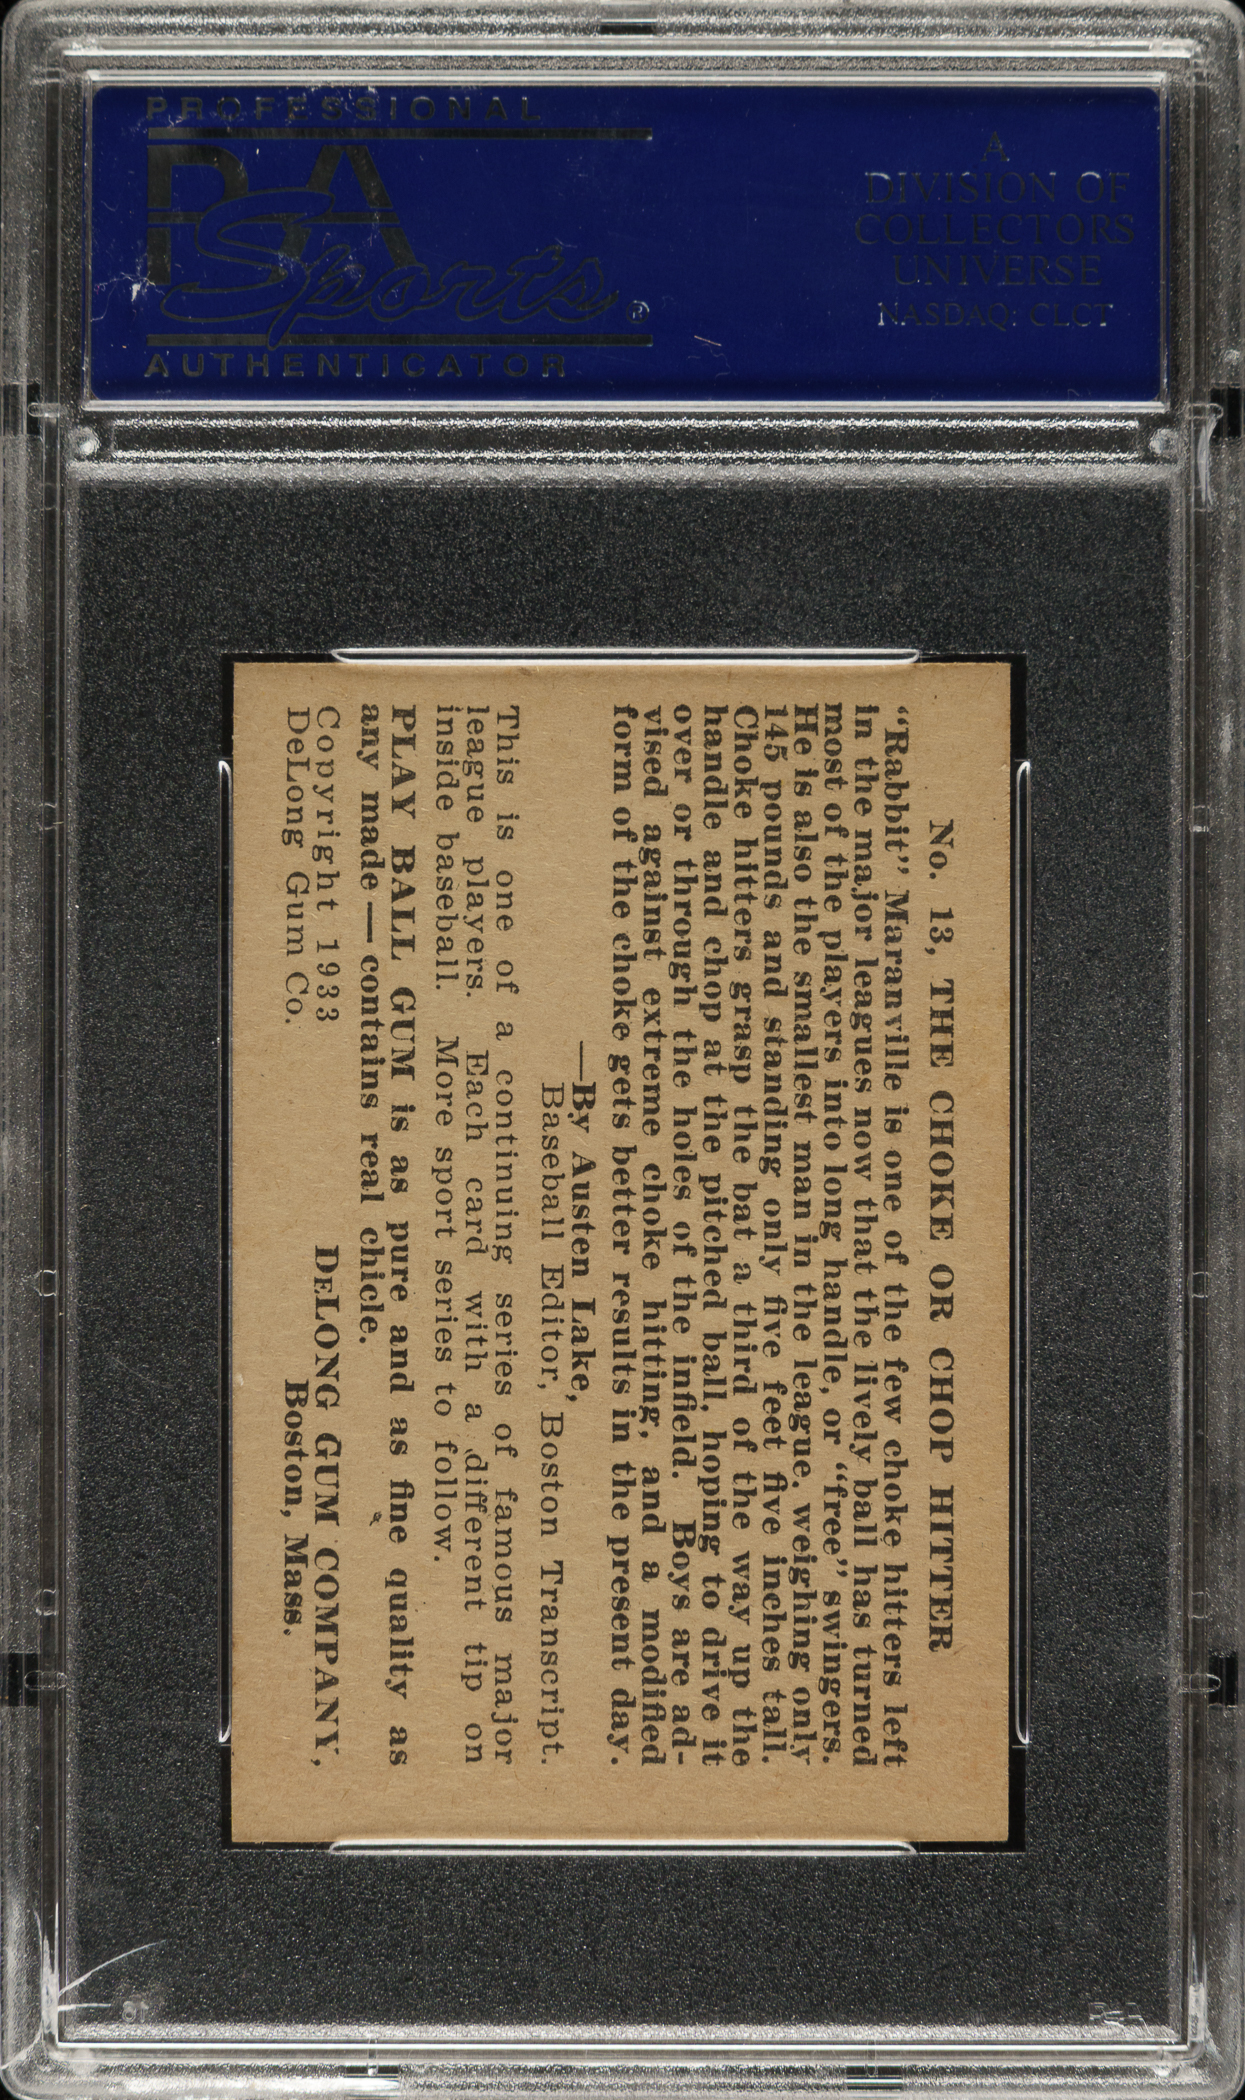 PROFESSIONAL
PSA
Sports®
AUTHENTICATOR
A
DIVISION OF
COLLECTORS
UNIVERSE
NASDAQ: CLCT
No. 13, THE CHOKE OR CHOP HITTER
“Rabbit” Maranville is one of the few choke hitters left
in the major leagues now that the lively ball has turned
most of the players into long handle, or “free” swingers.
He is also the smallest man in the league, weighing only
145 pounds and standing only five feet five inches tall.
Choke hitters grasp the bat a third of the way up the
handle and chop at the pitched ball, hoping to drive it
over or through the holes of the infield. Boys are ad-
vised against extreme choke hitting, and a modified
form of the choke gets better results in the present day.
—By Austen Lake,
Baseball Editor, Boston Transcript.
This is one of a continuing series of famous major
league players. Each card with a different tip on
inside baseball. More sport series to follow.
PLAY BALL GUM is as pure and as fine quality as
any made—contains real chicle.
Copyright 1933 DELONG GUM COMPANY,
DeLong Gum Co. Boston, Mass.
PSA